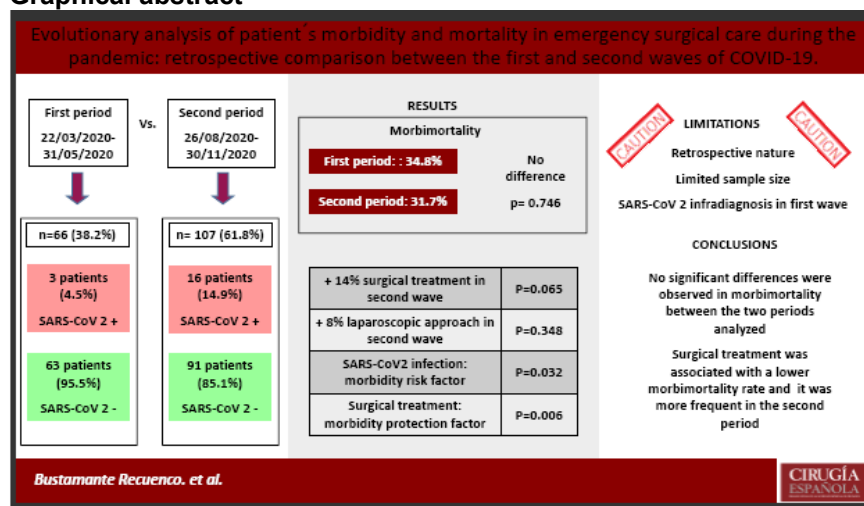 Graphical abstract
Evolutionary analysis of patient´s morbidity and mortality in emergency surgical care during the
pandemic: retrospective comparison between the first and second waves of COVID-19.
First period
22/03/2020-
31/05/2020
Vs.
Second period
26/08/2020-
30/11/2020
n=66 (38.2%)
n= 107 (61.8%)
3 patients
(4.5%)
SARS-CoV 2 +
16 patients
(14.9%)
SARS-CoV 2 +
63 patients
(95.5%)
SARS-CoV 2 -
91 patients
(85.1%)
SARS-CoV 2 -
RESULTS
Morbimortality
First period: : 34.8%
Second period: 31.7%
No
difference
p= 0.746
+ 14% surgical treatment in
second wave
P=0.065
+ 8% laparoscopic approach in
second wave
P=0.348
SARS-CoV2 infection:
morbidity risk factor
P=0.032
Surgical treatment:
morbidity protection factor
P=0.006
CAUTION
LIMITATIONS
CAUTION
Retrospective nature
Limited sample size
SARS-CoV 2 infradiagnosis in first wave
CONCLUSIONS
No significant differences were
observed in morbimortality
between the two periods
analyzed
Surgical treatment was
associated with a lower
morbimortality rate and it was
more frequent in the second
period
Bustamante Recuenco. et al.
CIRUGÍA
ESPAÑOLA